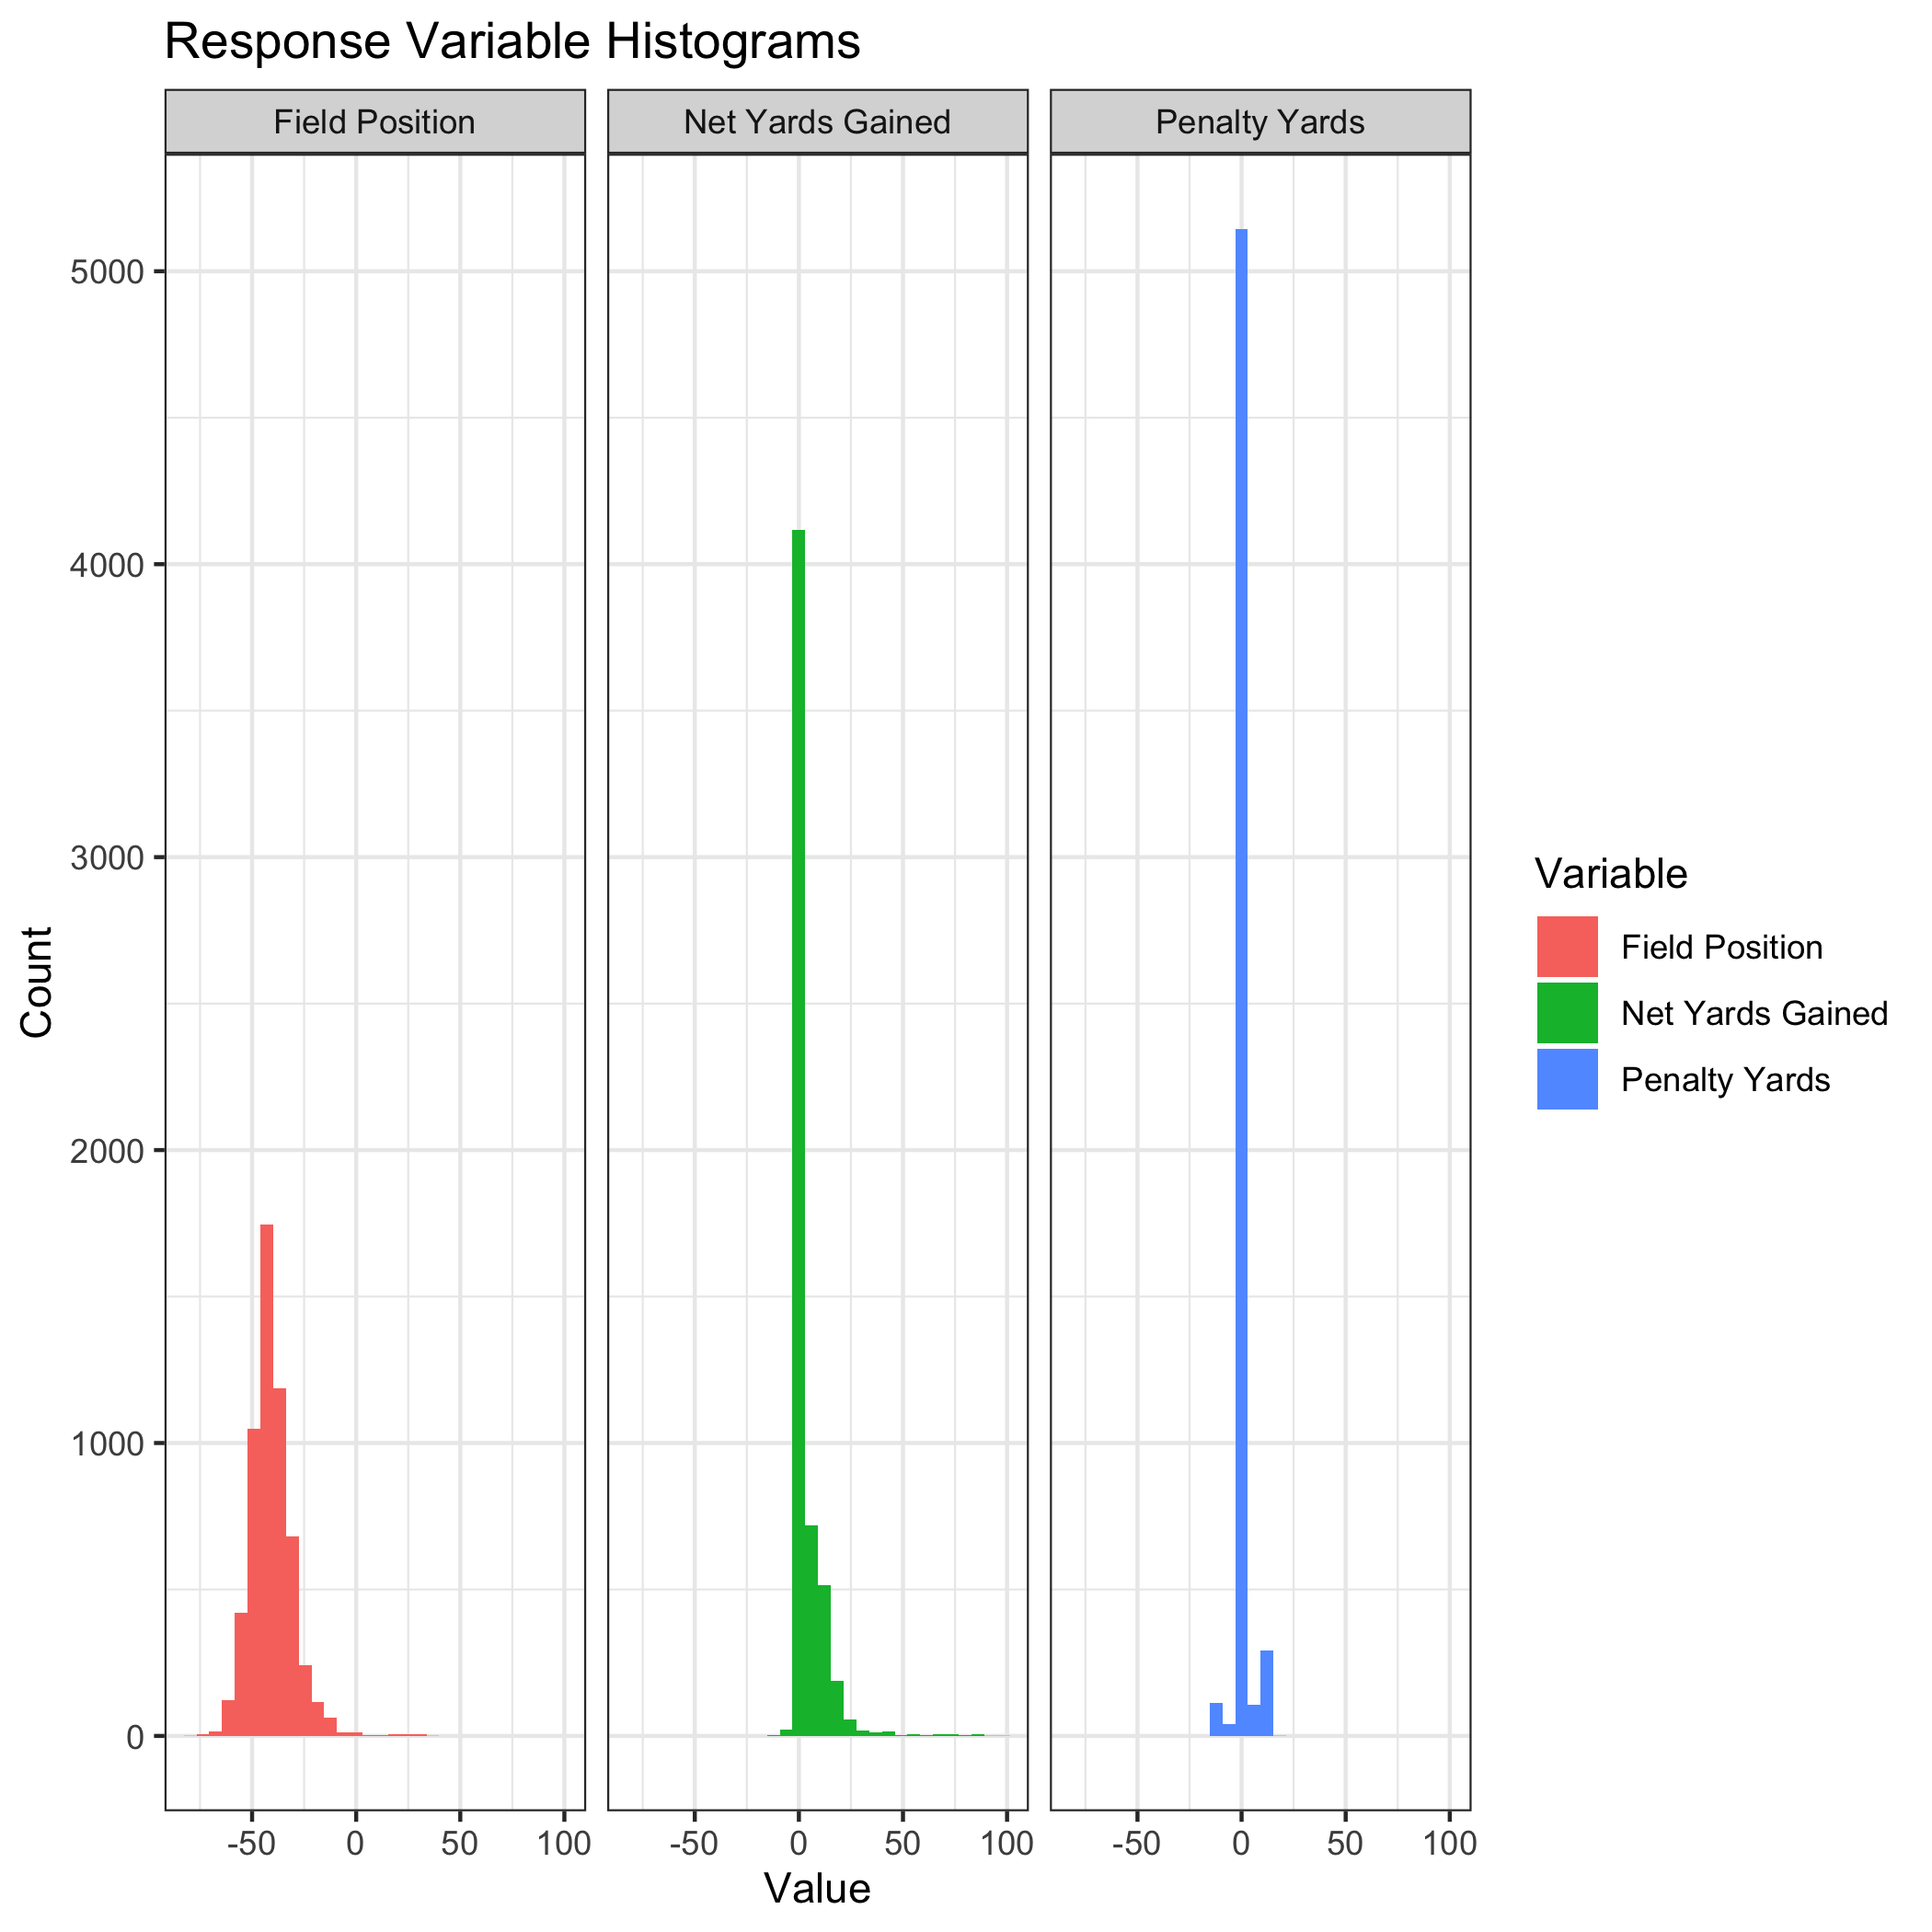 Response Variable Histograms
Field Position
Net Yards Gained
Penalty Yards
5000
4000
3000
2000
1000
0
Count
-50 0 50 100
-50 0 50 100
-50 0 50 100
Value
Variable
Field Position
Net Yards Gained
Penalty Yards